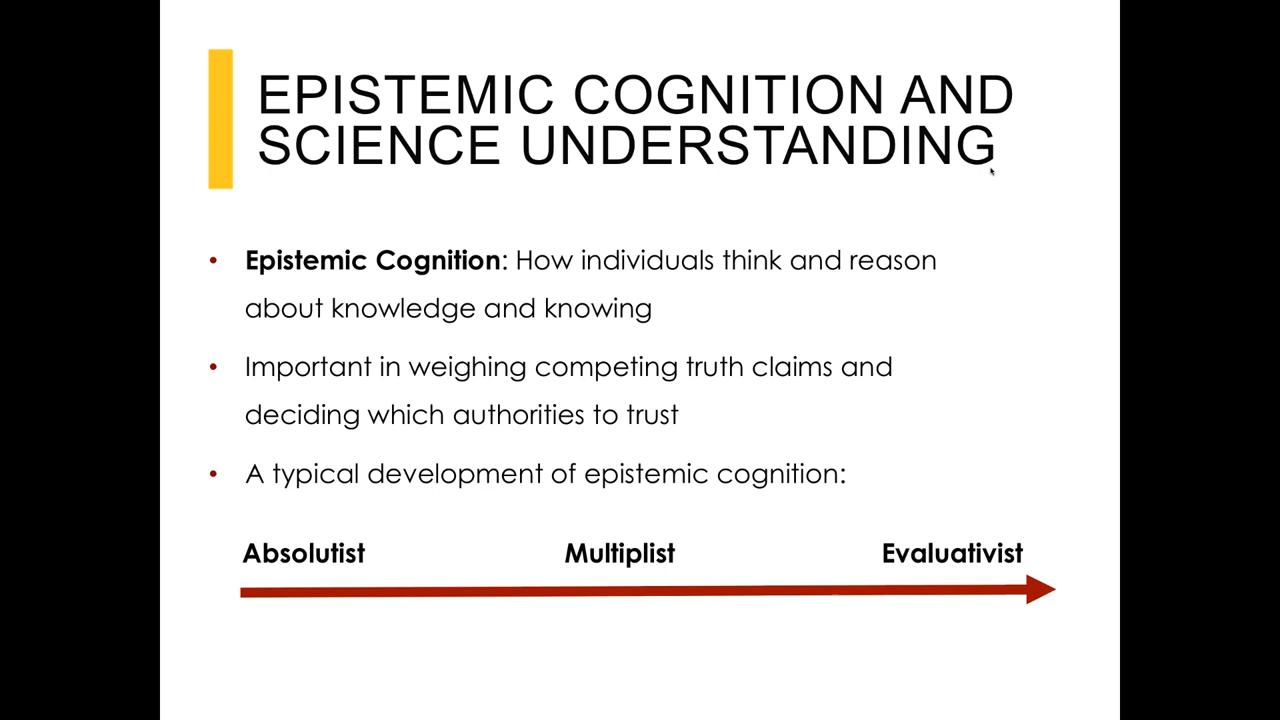 EPISTEMIC COGNITION AND
SCIENCE UNDERSTANDING
• Epistemic Cognition: How individuals think and reason
about knowledge and knowing
• Important in weighing competing truth claims and
deciding which authorities to trust
• A typical development of epistemic cognition:
Absolutist Multiplist Evaluativist